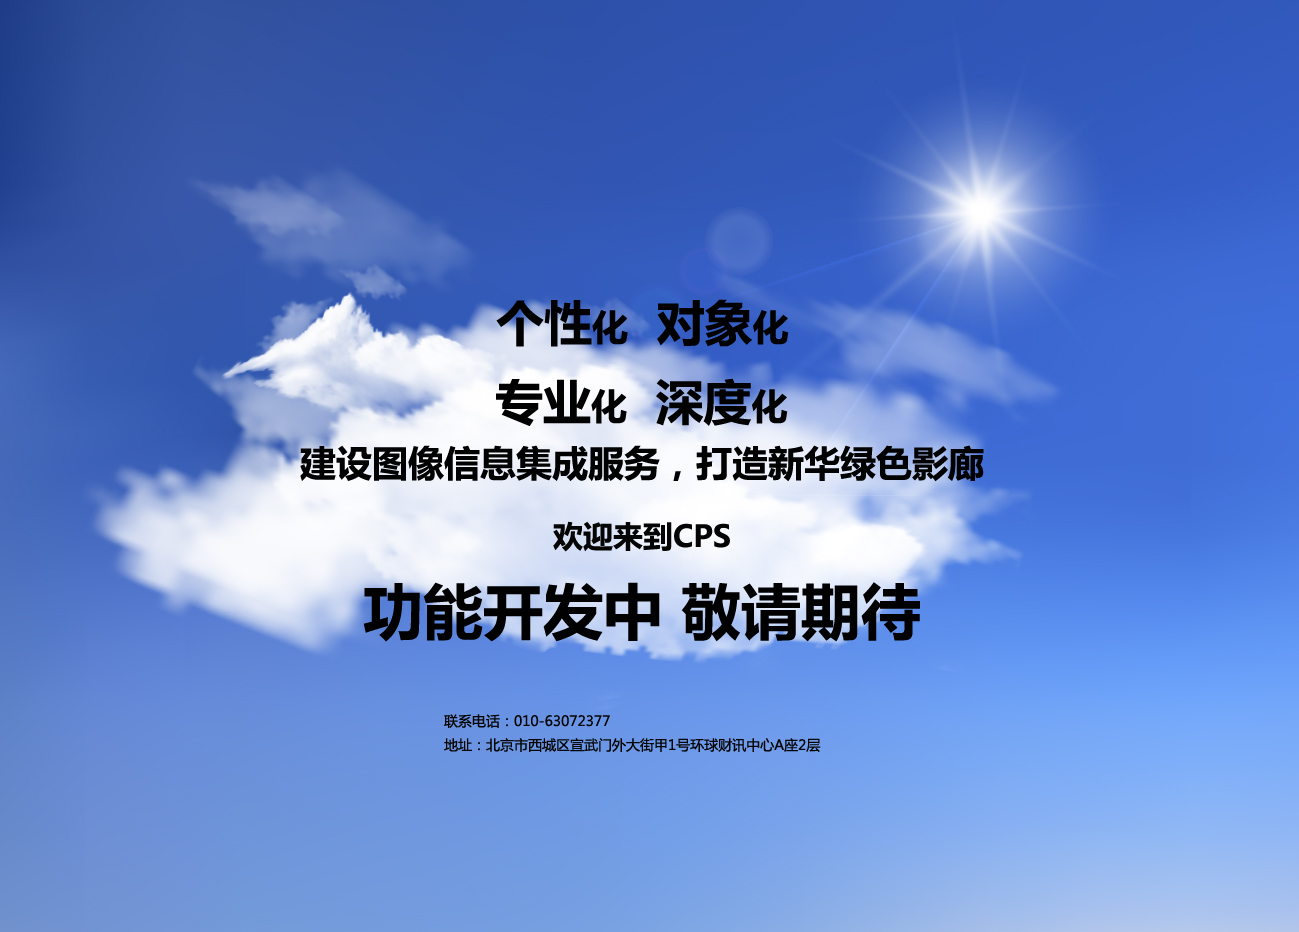 个性化 对象化
专业化 深度化
建设图像信息集成服务，打造新华绿色影廊
欢迎来到CPS
功能开发中 敬请期待
联系电话：010-63072377
地址：北京市西城区宣武门外大街甲1号环球财讯中心A座2层